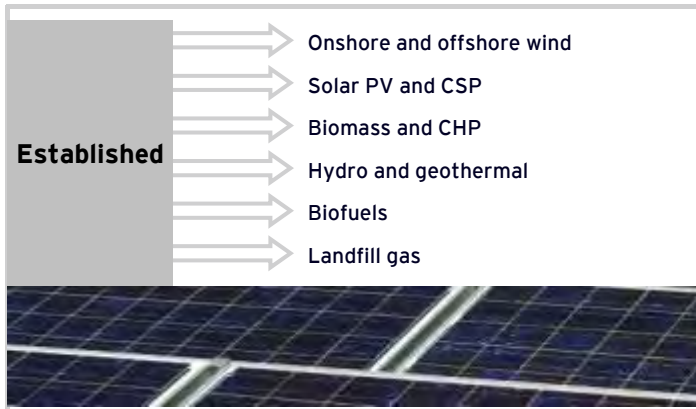 Onshore and offshore wind
Solar PV and CSP
Biomass and CHP
Established
Hydro and geothermal
Biofuels
Landfill gas